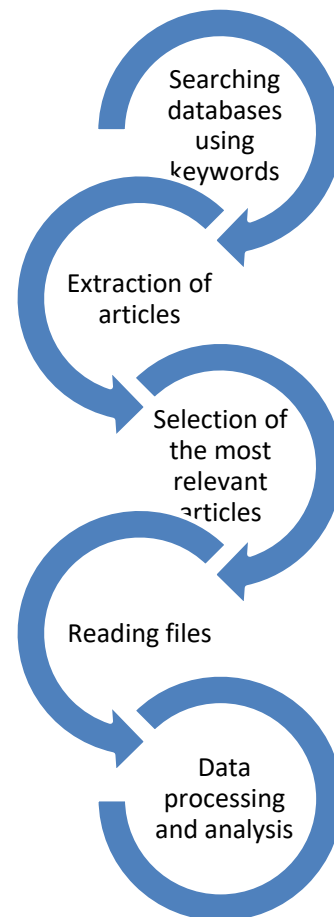 Searching
databases
using
keywords
Extraction of
articles
Selection of
the most
relevant
articles
Reading files
Data
processing
and analysis